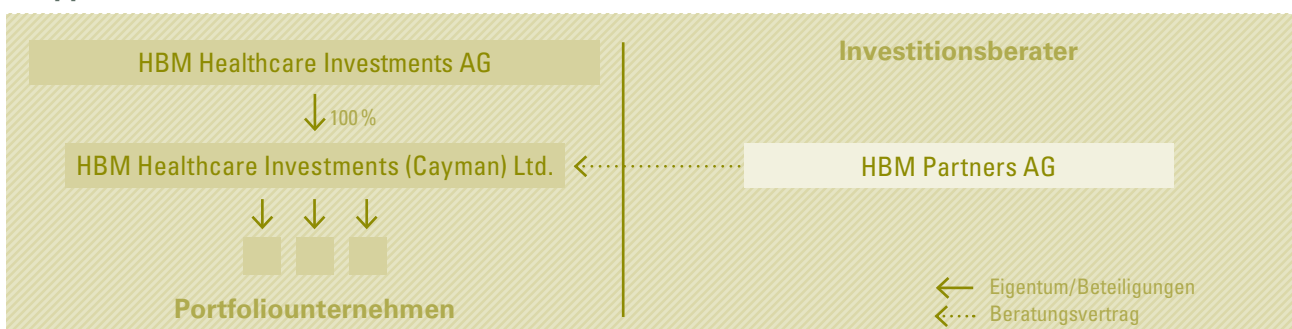 HBM Healthcare Investments AG
100 %
HBM Healthcare Investments (Cayman) Ltd.
Portfoliounternehmen
Investitionsberater
HBM Partners AG
Eigentum/Beteiligungen
Beratungsvertrag